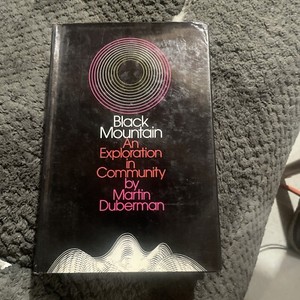 Black
Mountain
An
Exploration
in
Community
by
Martin
Duberman